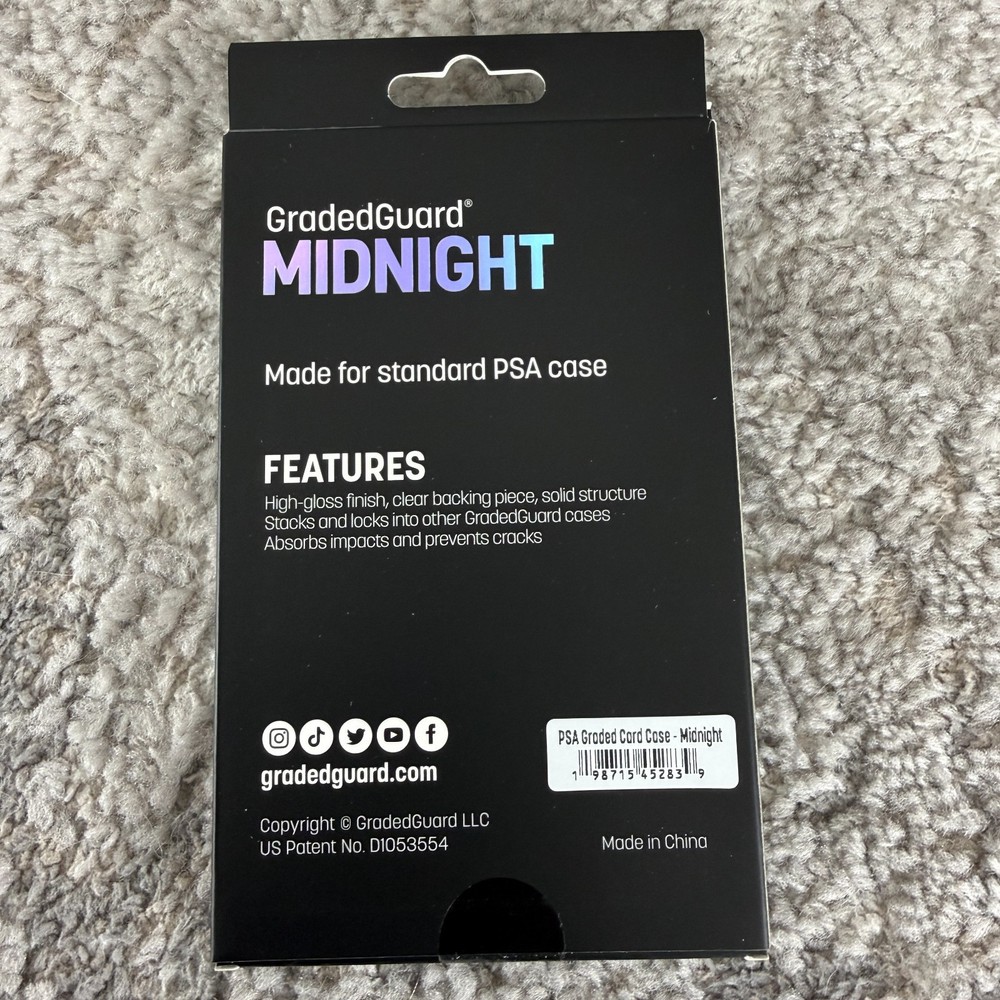 GradedGuard®
MIDNIGHT
Made for standard PSA case
FEATURES
High-gloss finish, clear backing piece, solid structure
Stacks and locks into other GradedGuard cases
Absorbs impacts and prevents cracks
gradedguard.com
PSA Graded Card Case - Midnight
1 98715 45283 9
Copyright © GradedGuard LLC
US Patent No. D1053554
Made in China